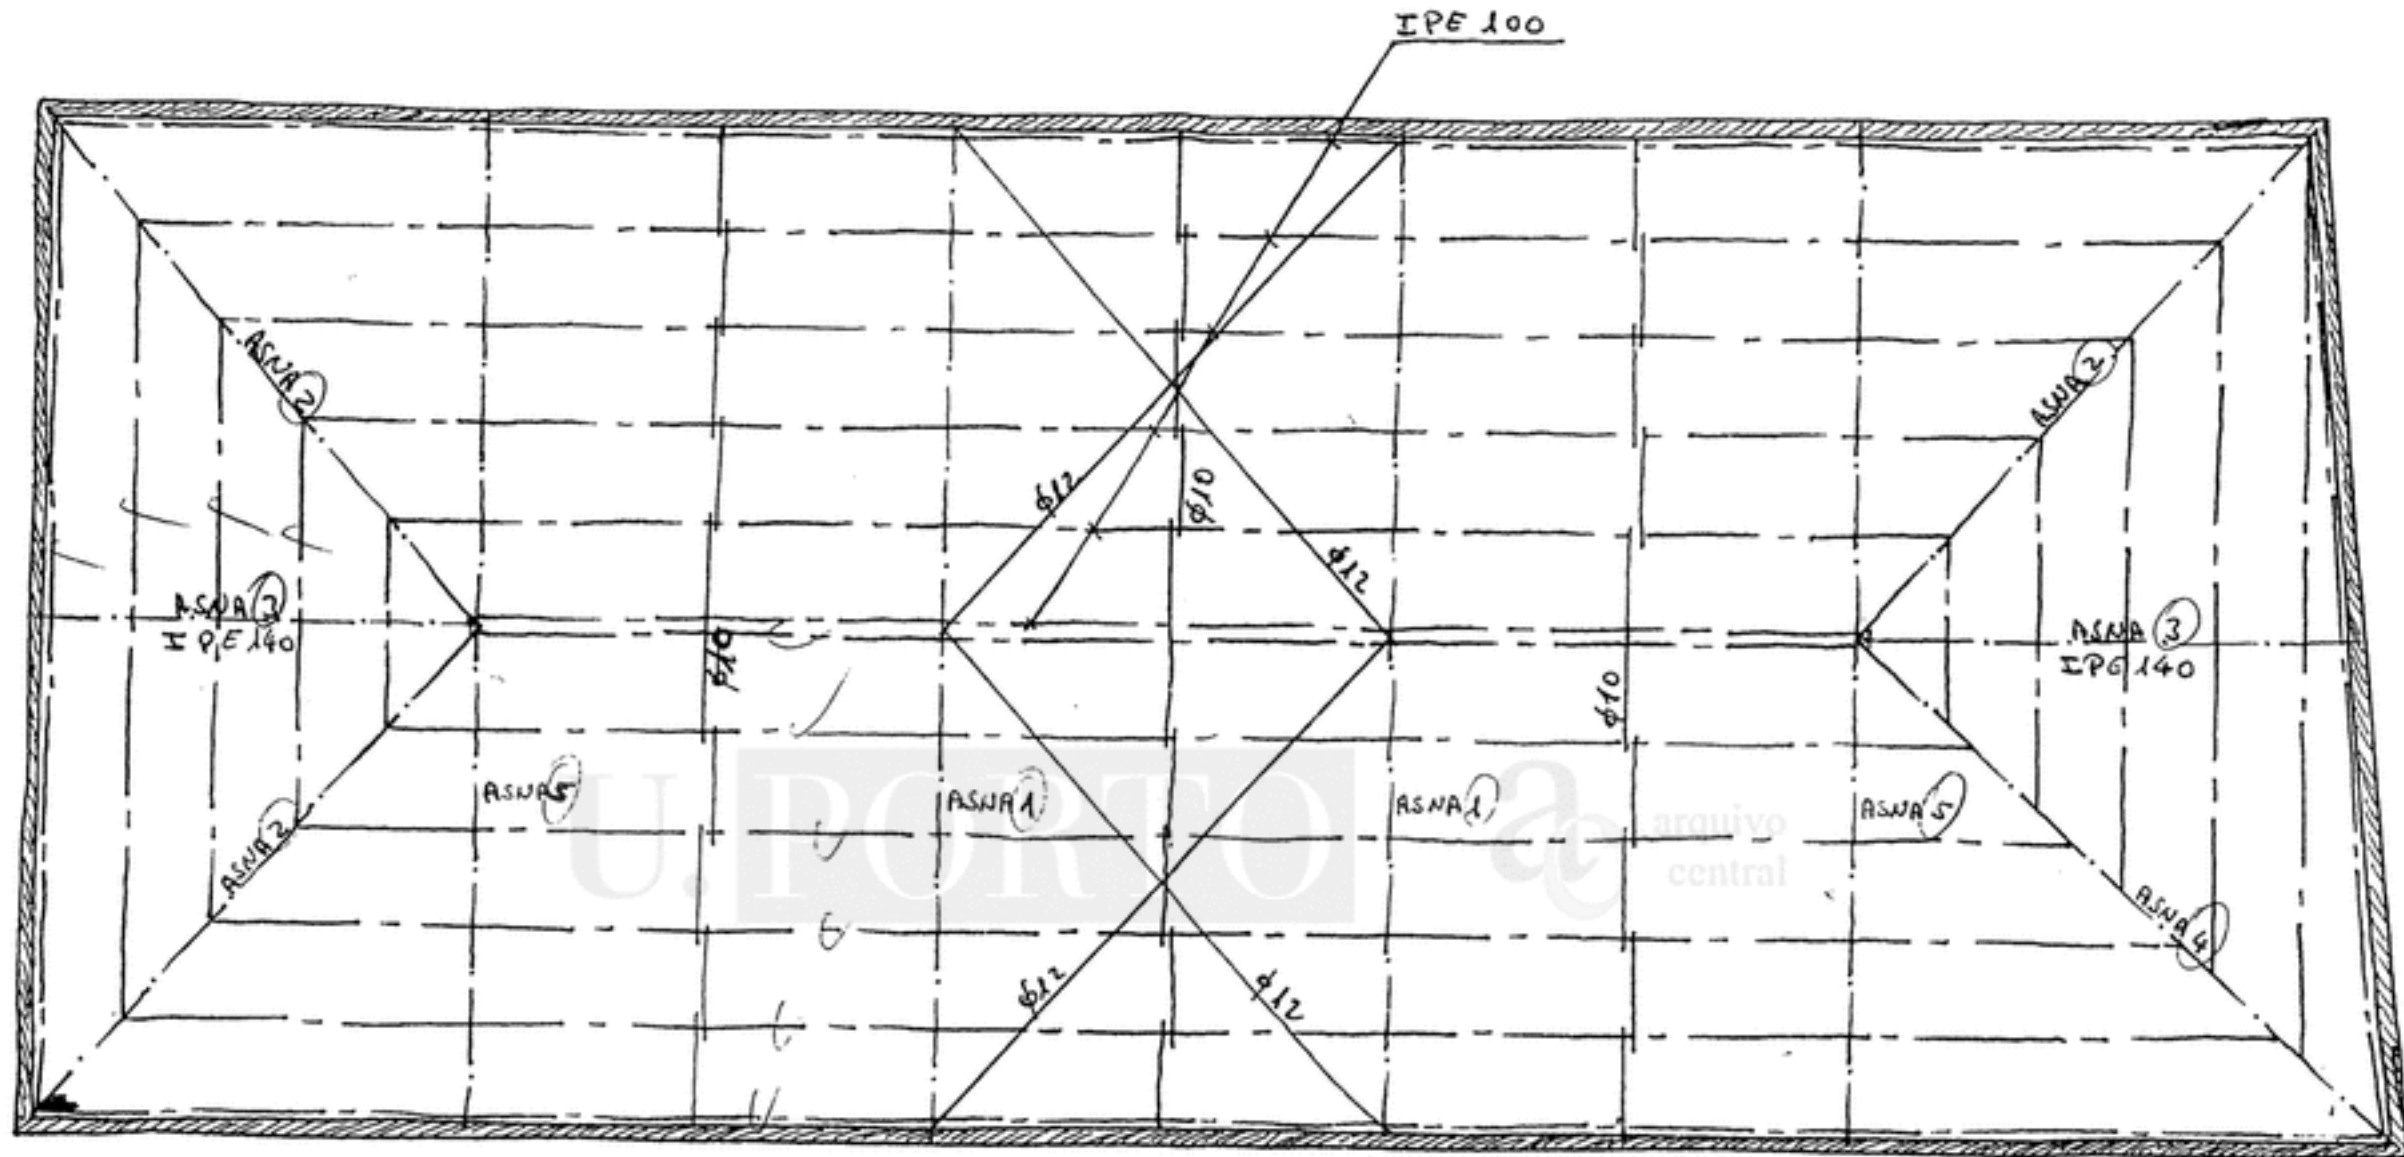 IPE 100
ASNA 2
ASNA 2
φ12
φ10
φ12
ASNA 3
IPE 140
φ10
φ10
ASNA 3
IPE 140
ASNA 5
ASNA 1
ASNA 1
ASNA 5
U. PORTO
a c arquivo
central
ASNA 2
ASNA 4
φ12
φ12